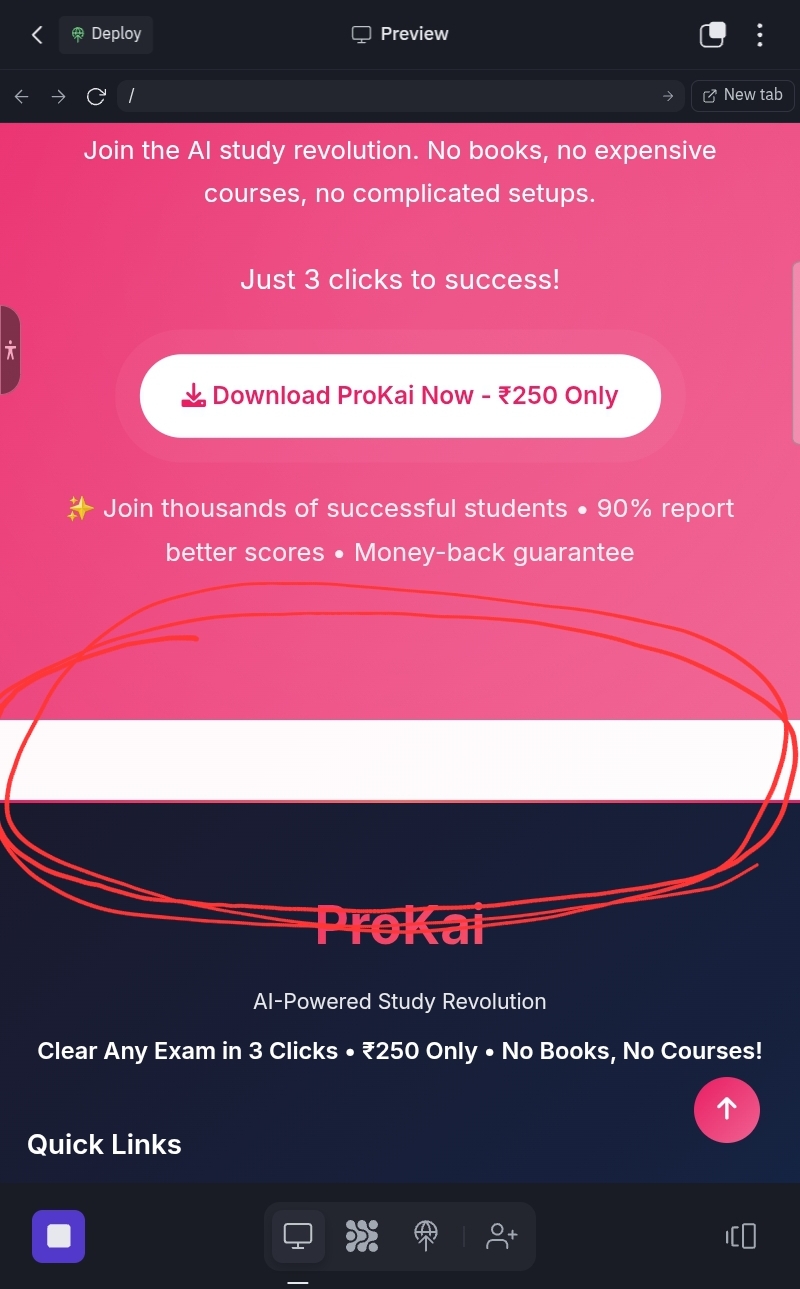 Deploy
Preview
/
New tab
Join the AI study revolution. No books, no expensive
courses, no complicated setups.
Just 3 clicks to success!
Download ProKai Now - ₹250 Only
✨ Join thousands of successful students • 90% report
better scores • Money-back guarantee
ProKai
AI-Powered Study Revolution
Clear Any Exam in 3 Clicks • ₹250 Only • No Books, No Courses!
Quick Links